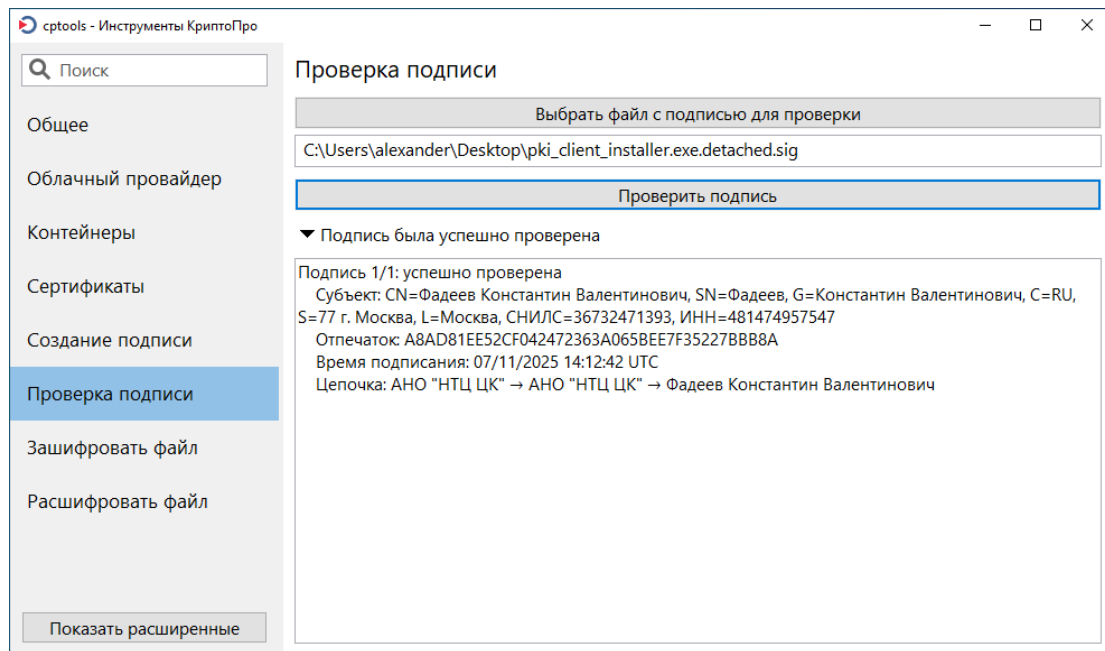 cptools - Инструменты КриптоПро
Поиск
Общее
Облачный провайдер
Контейнеры
Сертификаты
Создание подписи
Проверка подписи
Зашифровать файл
Расшифровать файл
Показать расширенные
Проверка подписи
Выбрать файл с подписью для проверки
C:\Users\alexander\Desktop\pki_client_installer.exe.detached.sig
Проверить подпись
Подпись была успешно проверена
Подпись 1/1: успешно проверена
Субъект: CN=Фадеев Константин Валентинович, SN=Фадеев, G=Константин Валентинович, C=RU,
S=77 г. Москва, L=Москва, СНИЛС=36732471393, ИНН=481474957547
Отпечаток: A8AD81EE52CF042472363A065BEE7F35227BBB8A
Время подписания: 07/11/2025 14:12:42 UTC
Цепочка: АНО "НТЦ ЦК" → АНО "НТЦ ЦК" → Фадеев Константин Валентинович